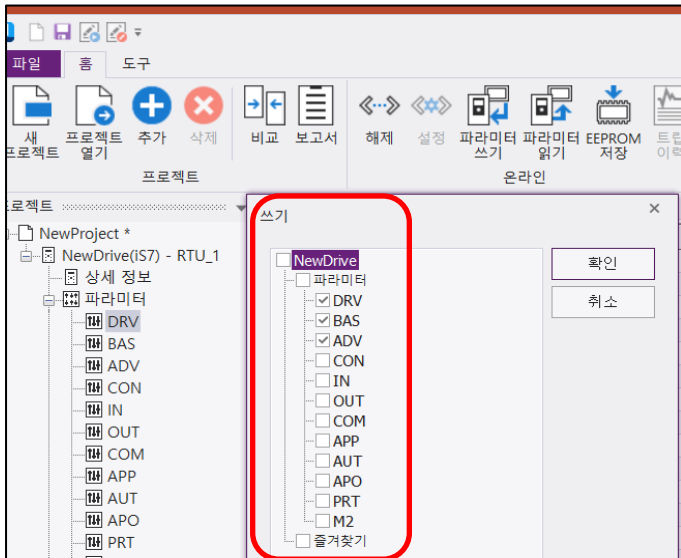 파일 홈 도구
새 프로젝트 프로젝트 열기 추가 삭제 비교 보고서 해제 설정 파라미터 쓰기 파라미터 읽기 EEPROM 저장
프로젝트 온라인
NewProject *
NewDrive(iS7) - RTU_1
상세 정보
파라미터
DRV
BAS
ADV
CON
IN
OUT
COM
APP
AUT
APO
PRT
쓰기
NewDrive
파라미터
DRV
BAS
ADV
CON
IN
OUT
COM
APP
AUT
APO
PRT
M2
즐겨찾기
확인
취소